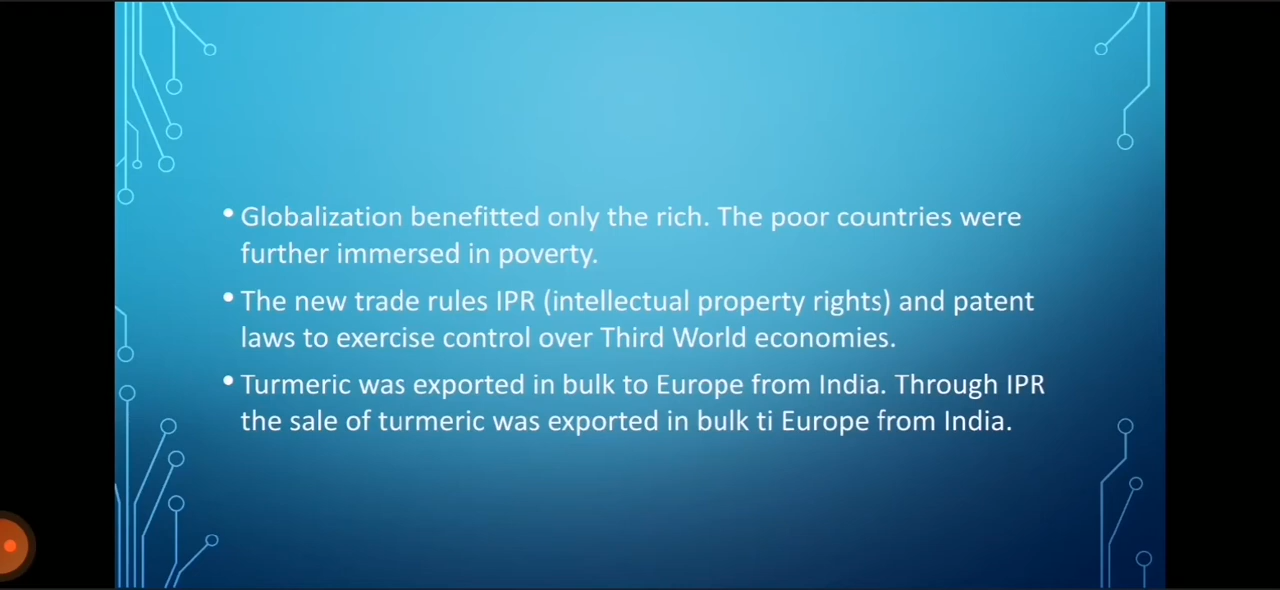 • Globalization benefitted only the rich. The poor countries were
further immersed in poverty.
• The new trade rules IPR (intellectual property rights) and patent
laws to exercise control over Third World economies.
• Turmeric was exported in bulk to Europe from India. Through IPR
the sale of turmeric was exported in bulk ti Europe from India.